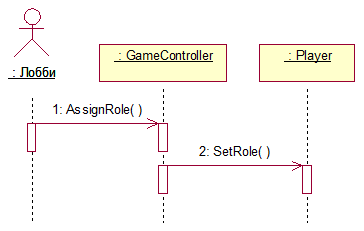 : Лобби
: GameController
: Player
1: AssignRole( )
2: SetRole( )